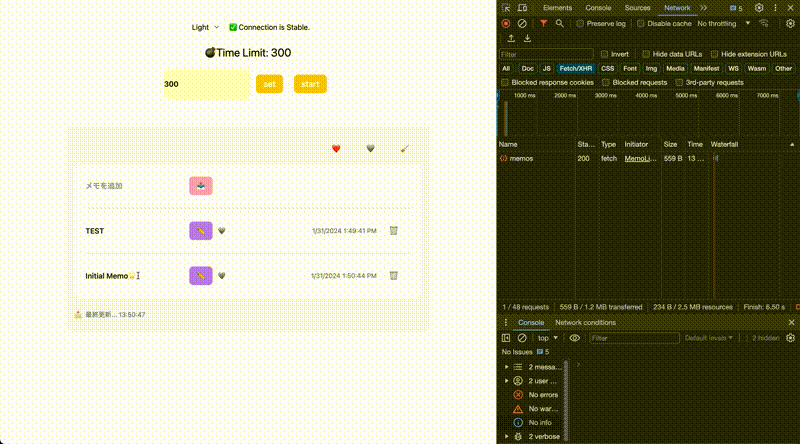 Light ✅ Connection is Stable.
💣Time Limit: 300
300 set start
メモを追加
TEST 1/31/2024 1:49:41 PM
Initial Memo 1/31/2024 1:50:44 PM
最終更新... 13:50:47
Elements Console Sources Network 5
Preserve log Disable cache No throttling
Filter Invert Hide data URLs Hide extension URLs
All Doc JS Fetch/XHR CSS Font Img Media Manifest WS Wasm Other
Blocked response cookies Blocked requests 3rd-party requests
1000 ms 2000 ms 3000 ms 4000 ms 5000 ms 6000 ms 7000 ms
Name Sta... Type Initiator Size Time Waterfall
memos 200 fetch MemoLi... 559 B 13 ...
1 / 48 requests 559 B / 1.2 MB transferred 234 B / 2.5 MB resources Finish: 6.50 s
Console Network conditions
top Filter Default levels 2 hidden
No Issues 5
2 messa...
2 user ...
No errors
No war...
No info
2 verbose